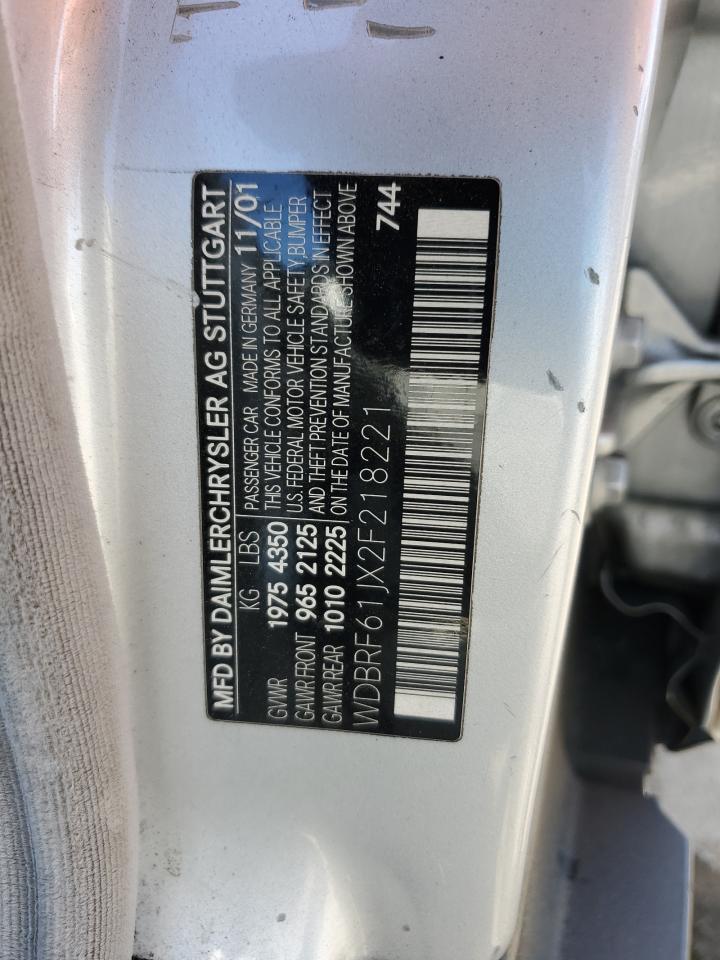 MFD BY DAIMLERCHRYSLER AG STUTTGART
KG LBS PASSENGER CAR MADE IN GERMANY 11/01
GVWR 1975 4350 THIS VEHICLE CONFORMS TO ALL APPLICABLE
GAWR FRONT 965 2125 U.S. FEDERAL MOTOR VEHICLE SAFETY, BUMPER
GAWR REAR 1010 2225 AND THEFT PREVENTION STANDARDS IN EFFECT
ON THE DATE OF MANUFACTURE SHOWN ABOVE
WDBRF61JX2F218221 744